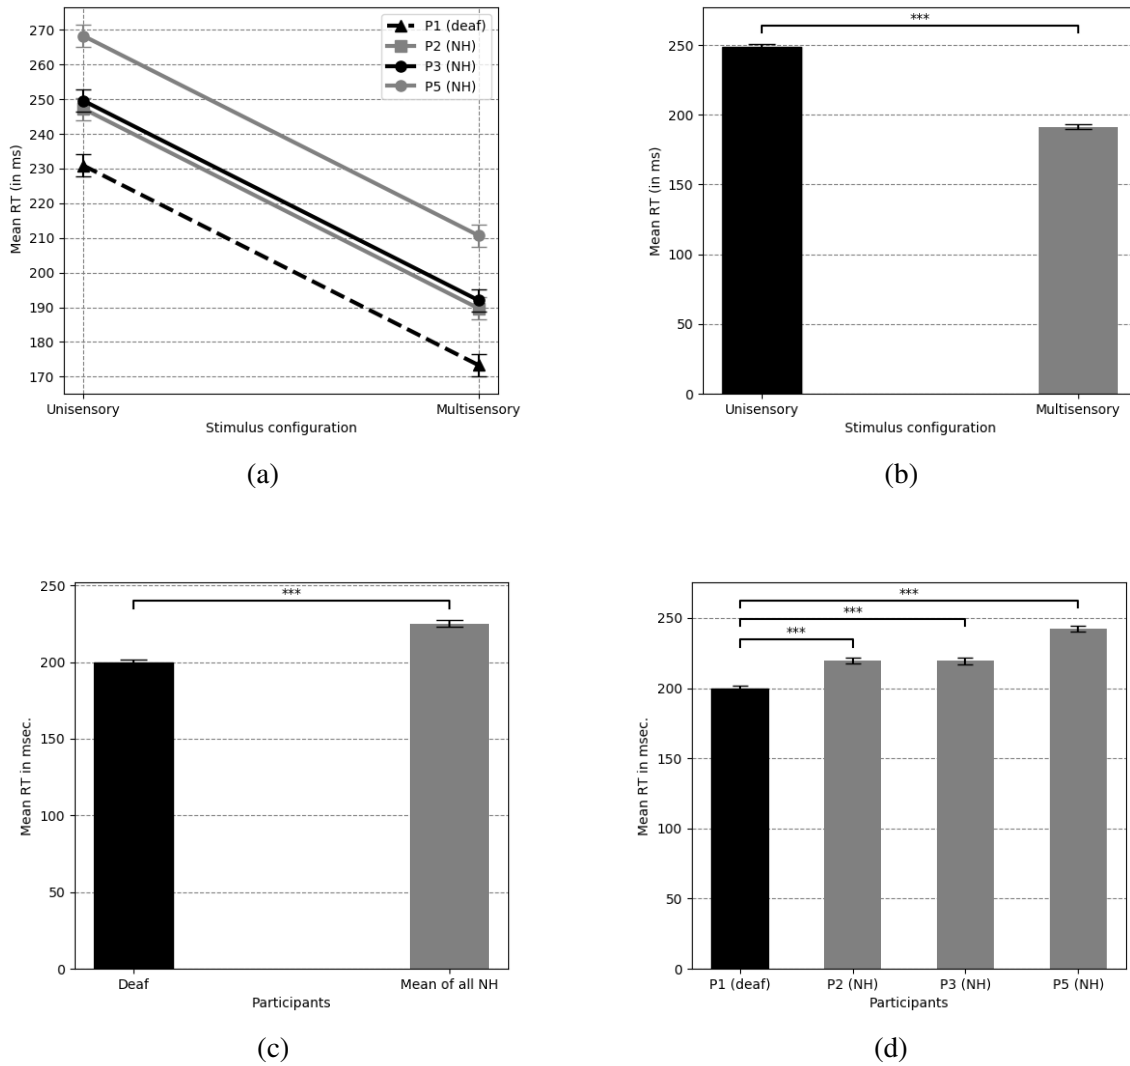 P1 (deaf)
P2 (NH)
P3 (NH)
P5 (NH)
270
260
250
240
230
220
210
200
190
180
170
Mean RT (in ms)
Unisensory
Multisensory
Stimulus configuration
(a)
***
250
200
150
100
50
0
Mean RT (in ms)
Unisensory
Multisensory
Stimulus configuration
(b)
***
250
200
150
100
50
0
Mean RT in msec.
Deaf
Mean of all NH
Participants
(c)
***
***
***
250
200
150
100
50
0
Mean RT in msec.
P1 (deaf)
P2 (NH)
P3 (NH)
P5 (NH)
Participants
(d)